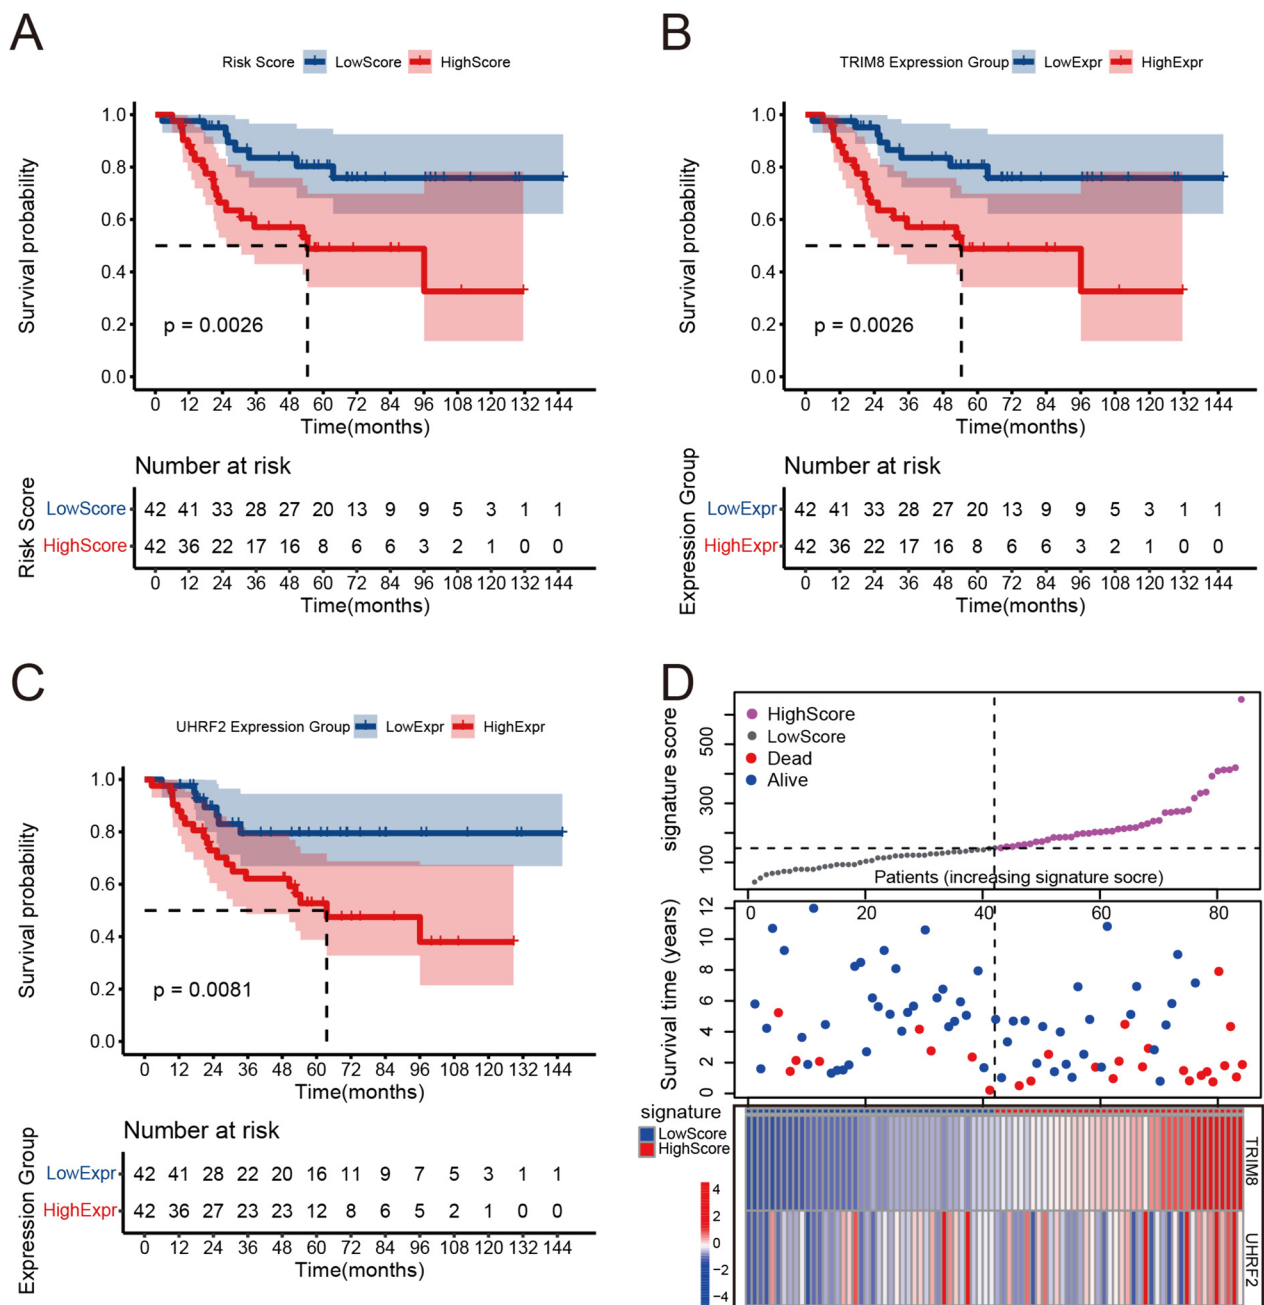 A
Risk Score LowScore HighScore
Survival probability
1.0
0.8
0.6
0.4
0.2
0.0
p = 0.0026
0 12 24 36 48 60 72 84 96 108 120 132 144
Time(months)
Number at risk
Risk Score
LowScore 42 41 33 28 27 20 13 9 9 5 3 1 1
HighScore 42 36 22 17 16 8 6 6 3 2 1 0 0
0 12 24 36 48 60 72 84 96 108 120 132 144
Time(months)
B
TRIM8 Expression Group LowExpr HighExpr
Survival probability
1.0
0.8
0.6
0.4
0.2
0.0
p = 0.0026
0 12 24 36 48 60 72 84 96 108 120 132 144
Time(months)
Number at risk
Expression Group
LowExpr 42 41 33 28 27 20 13 9 9 5 3 1 1
HighExpr 42 36 22 17 16 8 6 6 3 2 1 0 0
0 12 24 36 48 60 72 84 96 108 120 132 144
Time(months)
C
UHRF2 Expression Group LowExpr HighExpr
Survival probability
1.0
0.8
0.6
0.4
0.2
0.0
p = 0.0081
0 12 24 36 48 60 72 84 96 108 120 132 144
Time(months)
Number at risk
Expression Group
LowExpr 42 41 28 22 20 16 11 9 7 5 3 1 1
HighExpr 42 36 27 23 23 12 8 6 5 2 1 0 0
0 12 24 36 48 60 72 84 96 108 120 132 144
Time(months)
D
signature score
500
300
100
HighScore
LowScore
Dead
Alive
Patients (increasing signature socre)
0 20 40 60 80
Survival time (years)
12
10
8
6
4
2
0
signature
LowScore
HighScore
4
2
0
−2
−4
TRIM8
UHRF2